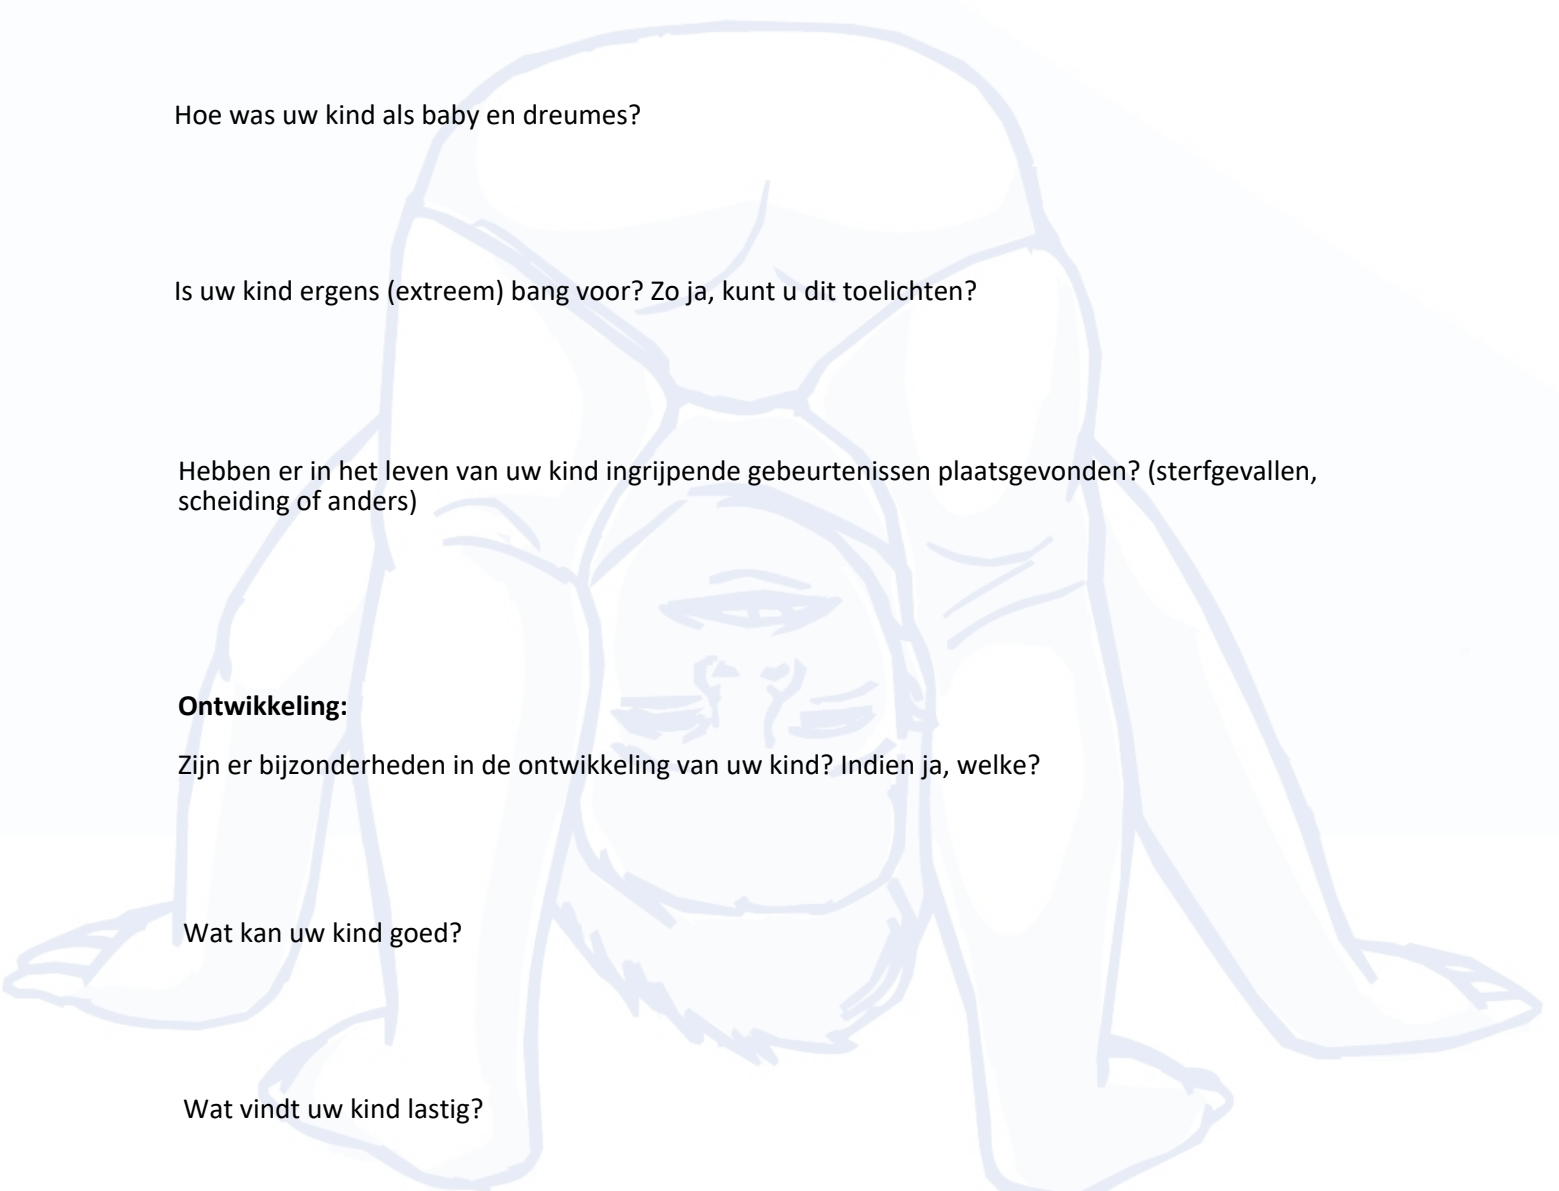 Hoe was uw kind als baby en dreumes?
Is uw kind ergens (extreem) bang voor? Zo ja, kunt u dit toelichten?
Hebben er in het leven van uw kind ingrijpende gebeurtenissen plaatsgevonden? (sterfgevallen,
scheiding of anders)
Ontwikkeling:
Zijn er bijzonderheden in de ontwikkeling van uw kind? Indien ja, welke?
Wat kan uw kind goed?
Wat vindt uw kind lastig?